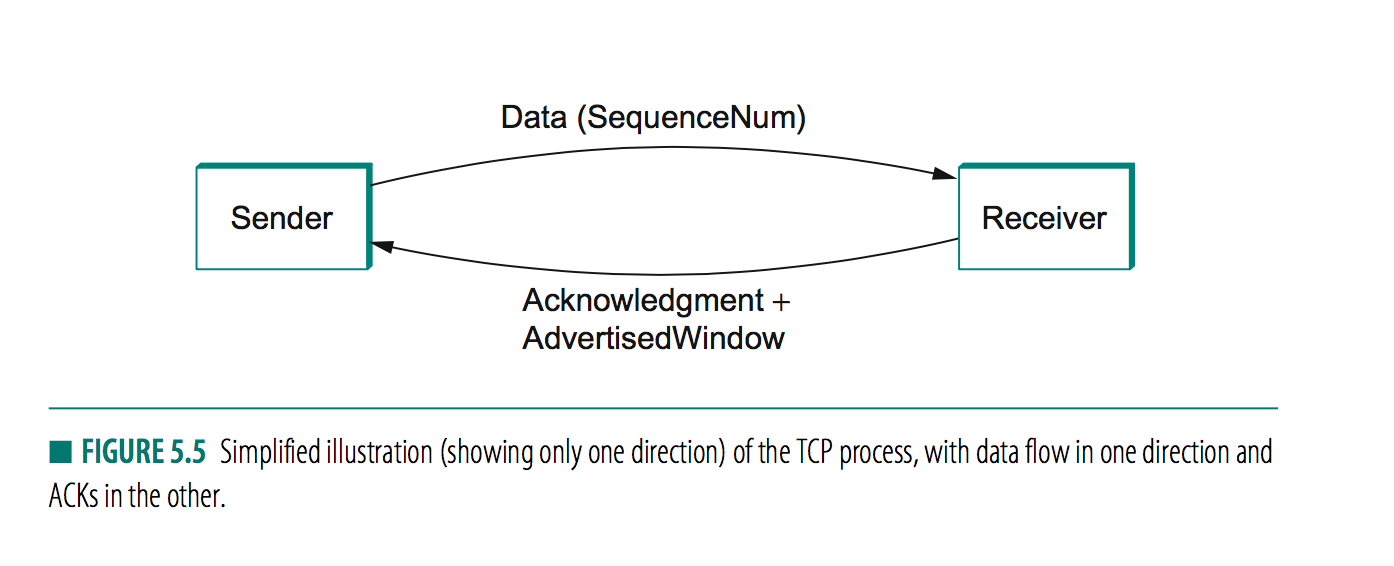 Data (SequenceNum)
Sender
Receiver
Acknowledgment +
AdvertisedWindow
■ FIGURE 5.5 Simplified illustration (showing only one direction) of the TCP process, with data flow in one direction and
ACKs in the other.